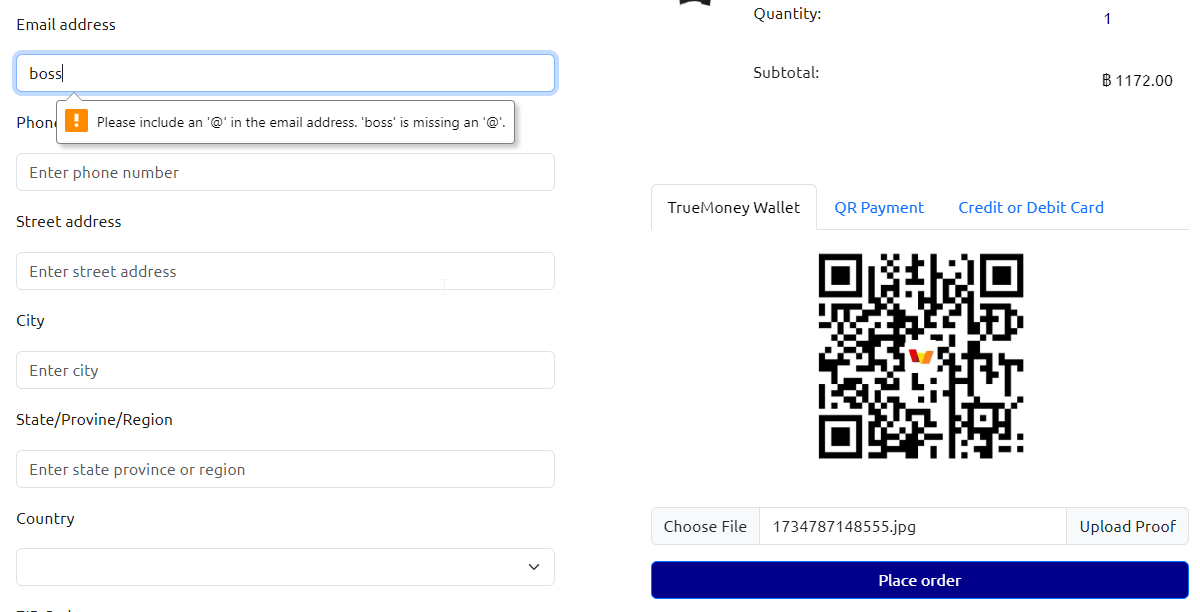 Email address
boss
Please include an '@' in the email address. 'boss' is missing an '@'.
Phone
Enter phone number
Street address
Enter street address
City
Enter city
State/Provine/Region
Enter state province or region
Country
Quantity:
1
Subtotal:
฿ 1172.00
TrueMoney Wallet
QR Payment
Credit or Debit Card
Choose File
1734787148555.jpg
Upload Proof
Place order